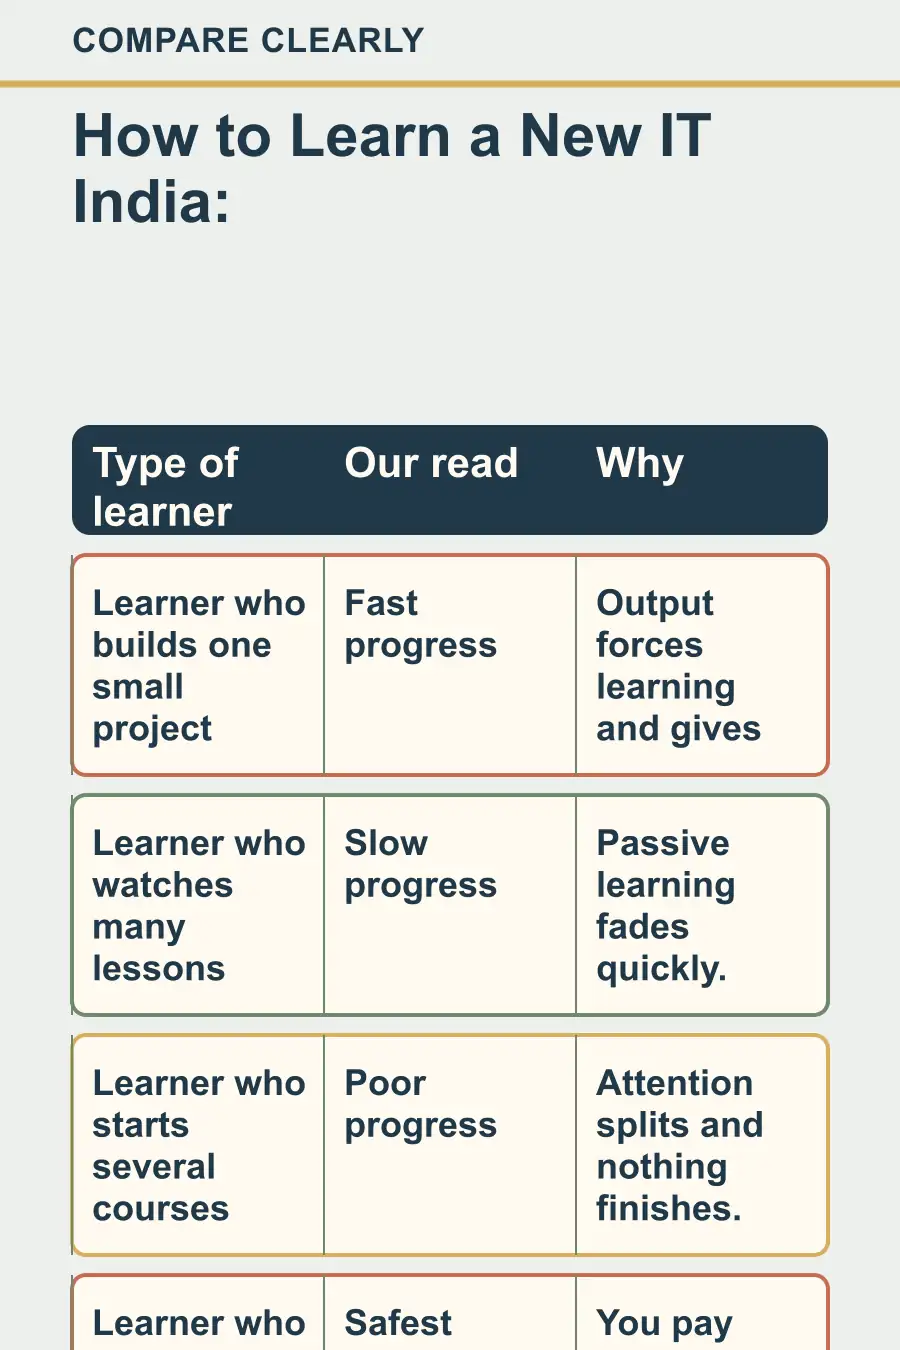 COMPARE CLEARLY
How to Learn a New IT
India:
Type of
learner
Our read
Why
Learner who
builds one
small
project
Fast
progress
Output
forces
learning
and gives
Learner who
watches
many
lessons
Slow
progress
Passive
learning
fades
quickly.
Learner who
starts
several
courses
Poor
progress
Attention
splits and
nothing
finishes.
Learner who
Safest
You pay